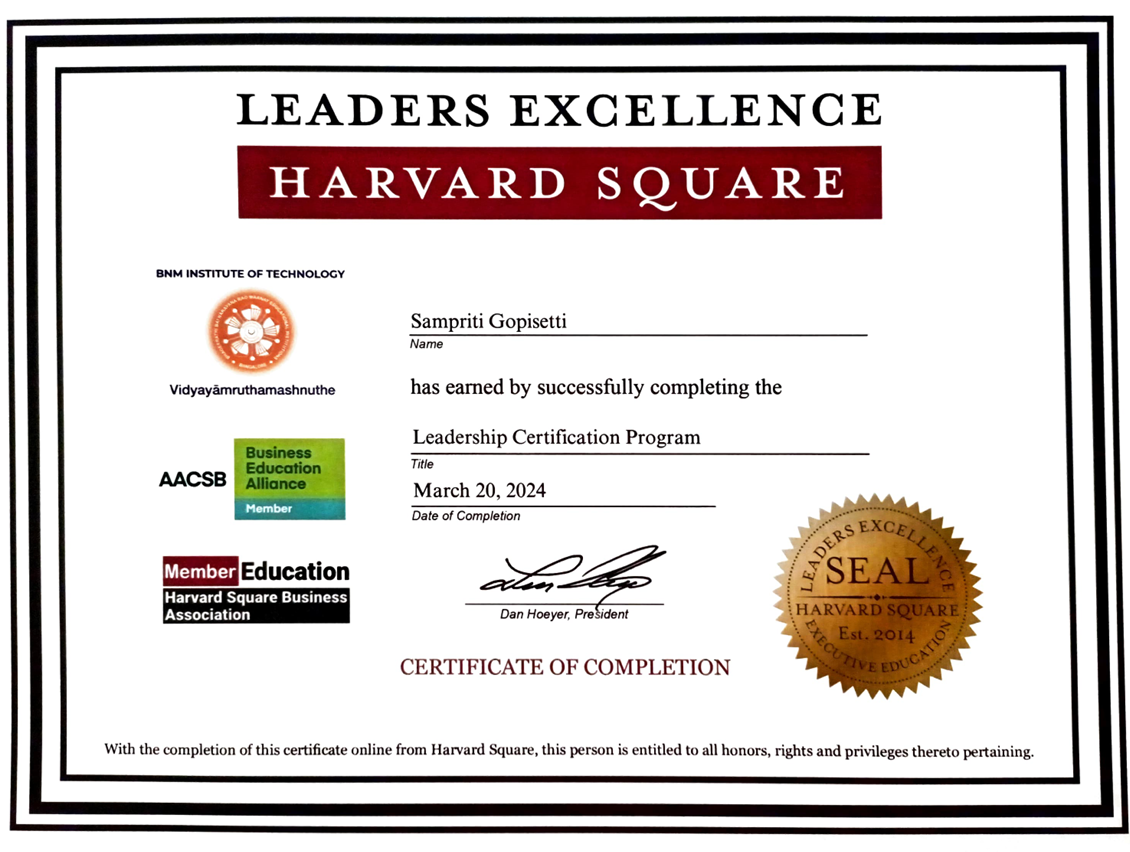 LEADERS EXCELLENCE
HARVARD SQUARE
BNM INSTITUTE OF TECHNOLOGY
Vidyayāmruthamashnuthe
AACSB
Business
Education
Alliance
Member
Member Education
Harvard Square Business
Association
Sampriti Gopisetti
Name
has earned by successfully completing the
Leadership Certification Program
Title
March 20, 2024
Date of Completion
Dan Hoeyer, President
CERTIFICATE OF COMPLETION
LEADERS EXCELLENCE
SEAL
HARVARD SQUARE
Est. 2014
EXECUTIVE EDUCATION
With the completion of this certificate online from Harvard Square, this person is entitled to all honors, rights and privileges thereto pertaining.